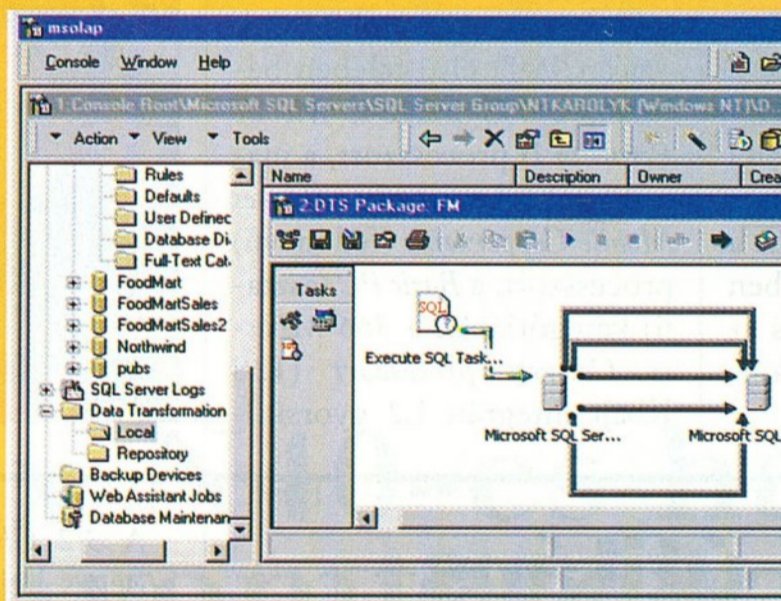 msolap
Console Window Help
1:Console Root\Microsoft SQL Servers\SQL Server Group\NTKAROLYK (Windows NT)\D
Action View Tools
Rules
Defaults
User Definec
Database Di
Full-Text Cat
FoodMart
FoodMartSales
FoodMartSales2
Northwind
pubs
SQL Server Logs
Data Transformation
Local
Repository
Backup Devices
Web Assistant Jobs
Database Maintenan
Name Description Owner Crea
2:DTS Package: FM
Tasks
SQL
Execute SQL Task...
Microsoft SQL Ser...
Microsoft SQL